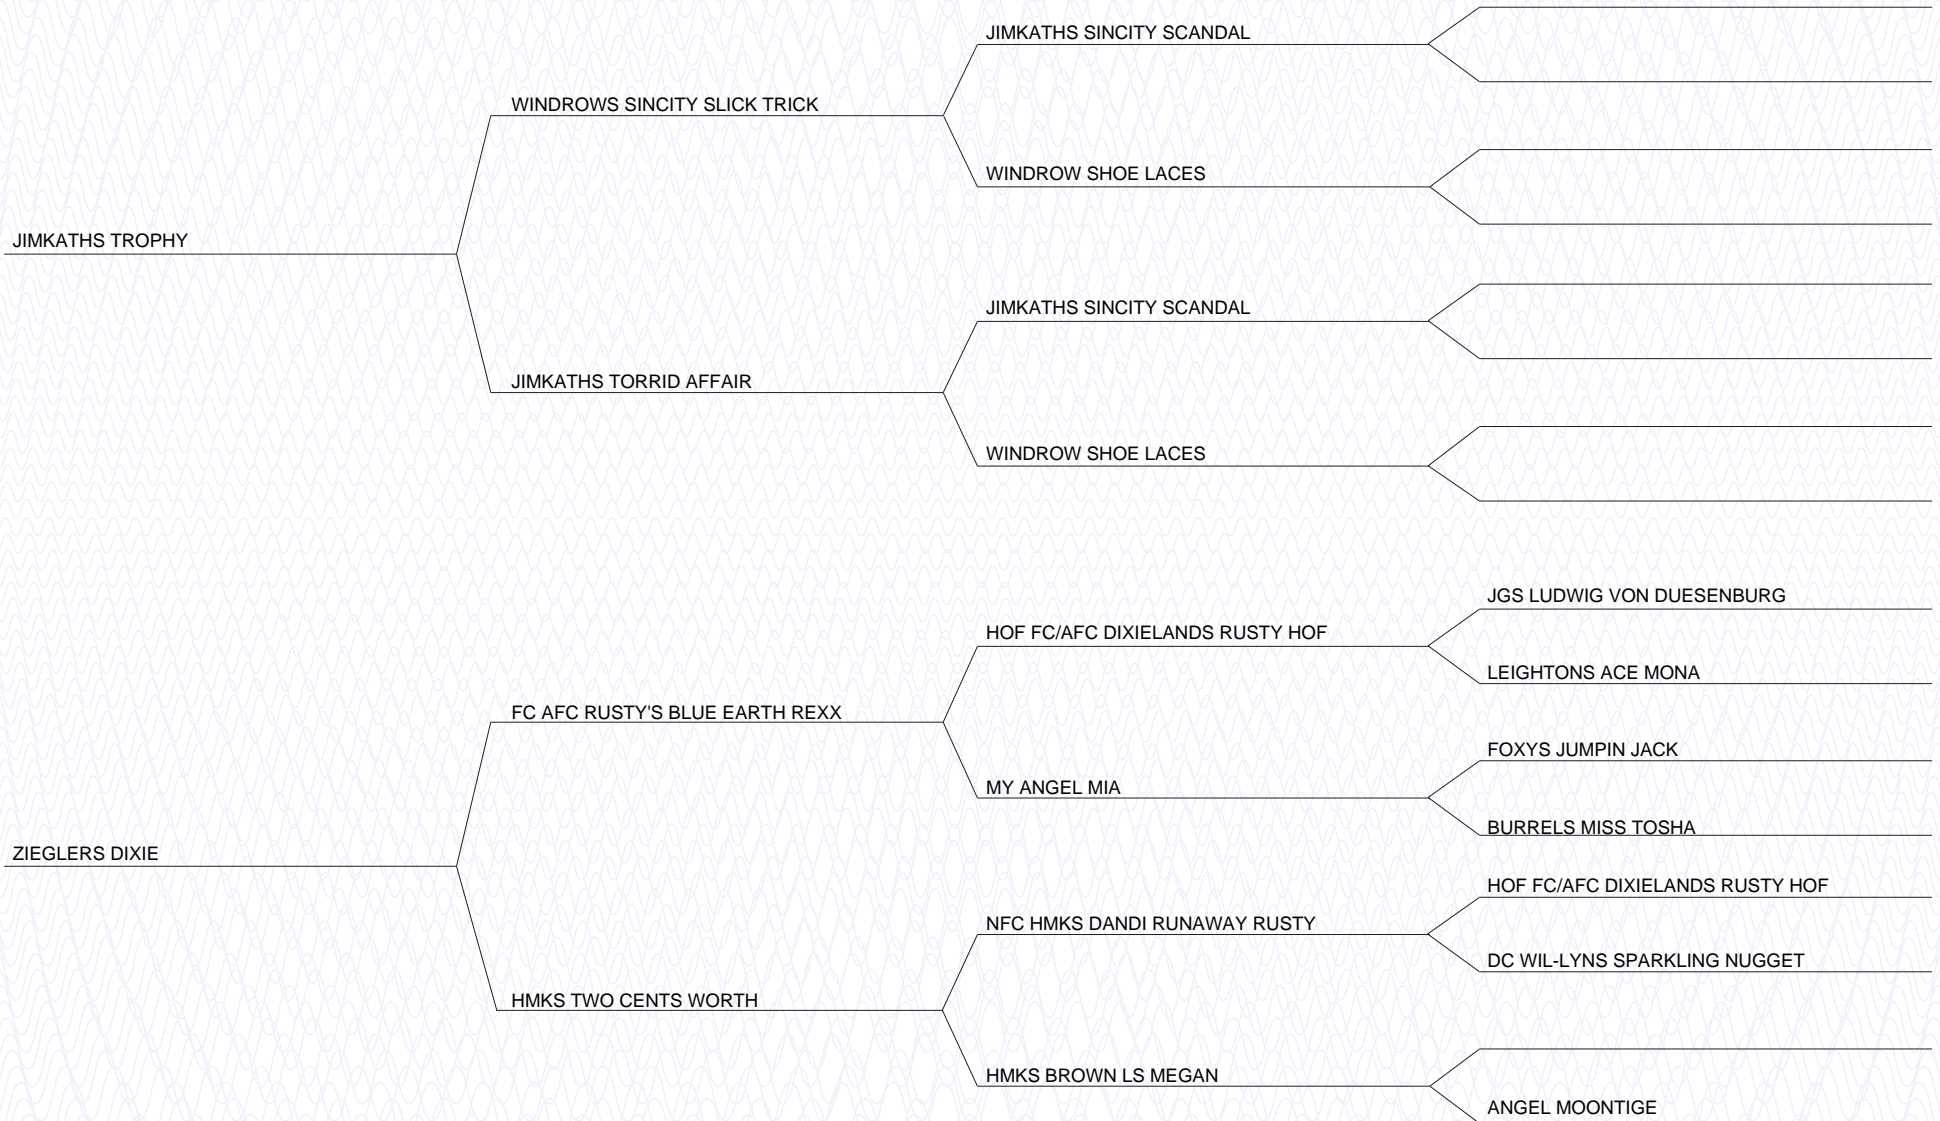 JIMKATHS SINCITY SCANDAL
WINDROWS SINCITY SLICK TRICK
WINDROW SHOE LACES
JIMKATHS TROPHY
JIMKATHS SINCITY SCANDAL
JIMKATHS TORRID AFFAIR
WINDROW SHOE LACES
JGS LUDWIG VON DUESENBURG
HOF FC/AFC DIXIELANDS RUSTY HOF
LEIGHTONS ACE MONA
FC AFC RUSTY'S BLUE EARTH REXX
FOXYS JUMPIN JACK
MY ANGEL MIA
BURRELS MISS TOSHA
ZIEGLERS DIXIE
HOF FC/AFC DIXIELANDS RUSTY HOF
NFC HMKS DANDI RUNAWAY RUSTY
DC WIL-LYNS SPARKLING NUGGET
HMKS TWO CENTS WORTH
HMKS BROWN LS MEGAN
ANGEL MOONTIGE